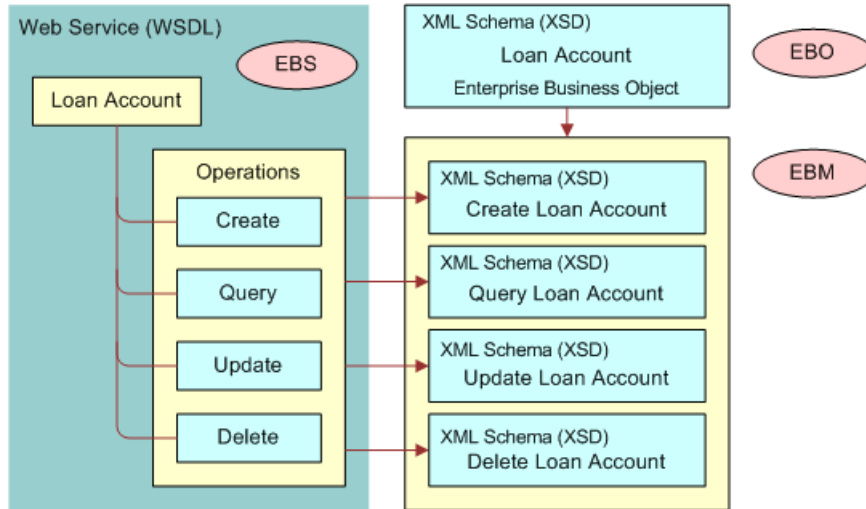 Web Service (WSDL)
EBS
Loan Account
Operations
Create
Query
Update
Delete
XML Schema (XSD)
Loan Account
Enterprise Business Object
EBO
EBM
XML Schema (XSD)
Create Loan Account
XML Schema (XSD)
Query Loan Account
XML Schema (XSD)
Update Loan Account
XML Schema (XSD)
Delete Loan Account